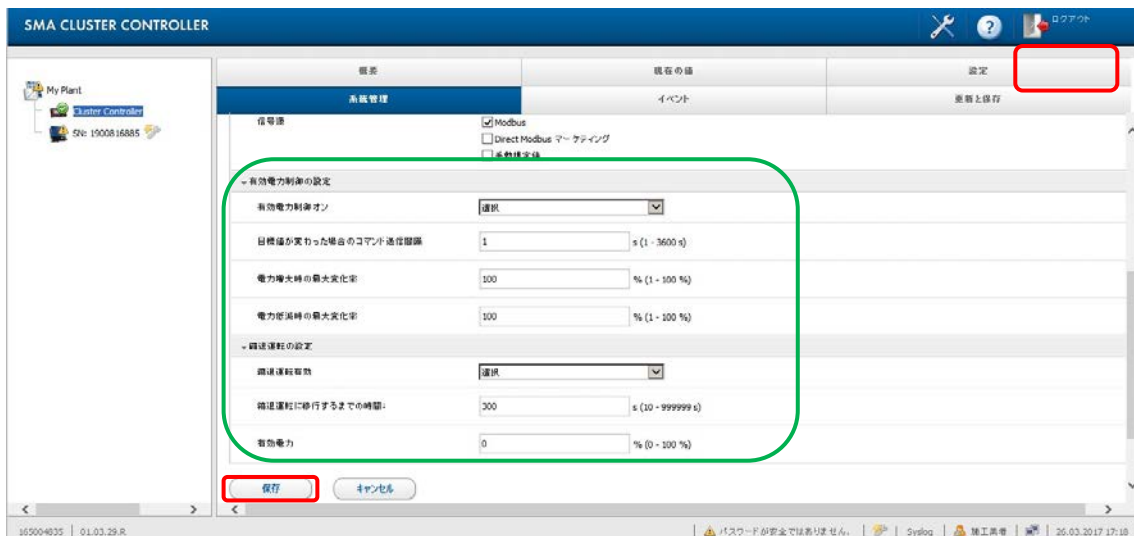 SMA CLUSTER CONTROLLER
ログアウト
My Plant
Cluster Controller
SN: 1900816885
概要 現在の値 設定
系統管理 イベント 更新と保存
信号源 Modbus
Direct Modbus マーケティング
手動規定値
有効電力制御の設定
有効電力制御オン 選択
目標値が変わった場合のコマンド送信間隔 1 s (1 - 3600 s)
電力増大時の最大変化率 100 % (1 - 100 %)
電力低減時の最大変化率 100 % (1 - 100 %)
縮退運転の設定
縮退運転有効 選択
縮退運転に移行するまでの時間: 300 s (10 - 999999 s)
有効電力 0 % (0 - 100 %)
保存 キャンセル
165004835 01.03.29.R パスワードが安全ではありません。 Syslog 施工業者 26.03.2017 17:18